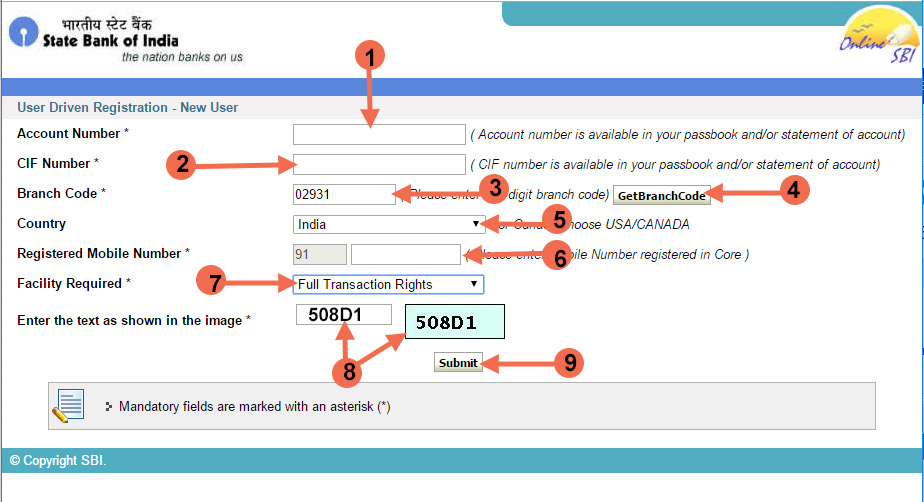 भारतीय स्टेट बैंक
State Bank of India
the nation banks on us
Online
SBI
1
User Driven Registration - New User
Account Number * ( Account number is available in your passbook and/or statement of account)
2
CIF Number * ( CIF number is available in your passbook and/or statement of account)
Branch Code * 02931 3 (Please enter digit branch code) GetBranchCode 4
Country India 5 choose USA/CANADA
Registered Mobile Number * 91 6 ( Please enter Mobile Number registered in Core )
7
Facility Required * Full Transaction Rights
Enter the text as shown in the image * 508D1 508D1
8
Submit 9
Mandatory fields are marked with an asterisk (*)
© Copyright SBI.